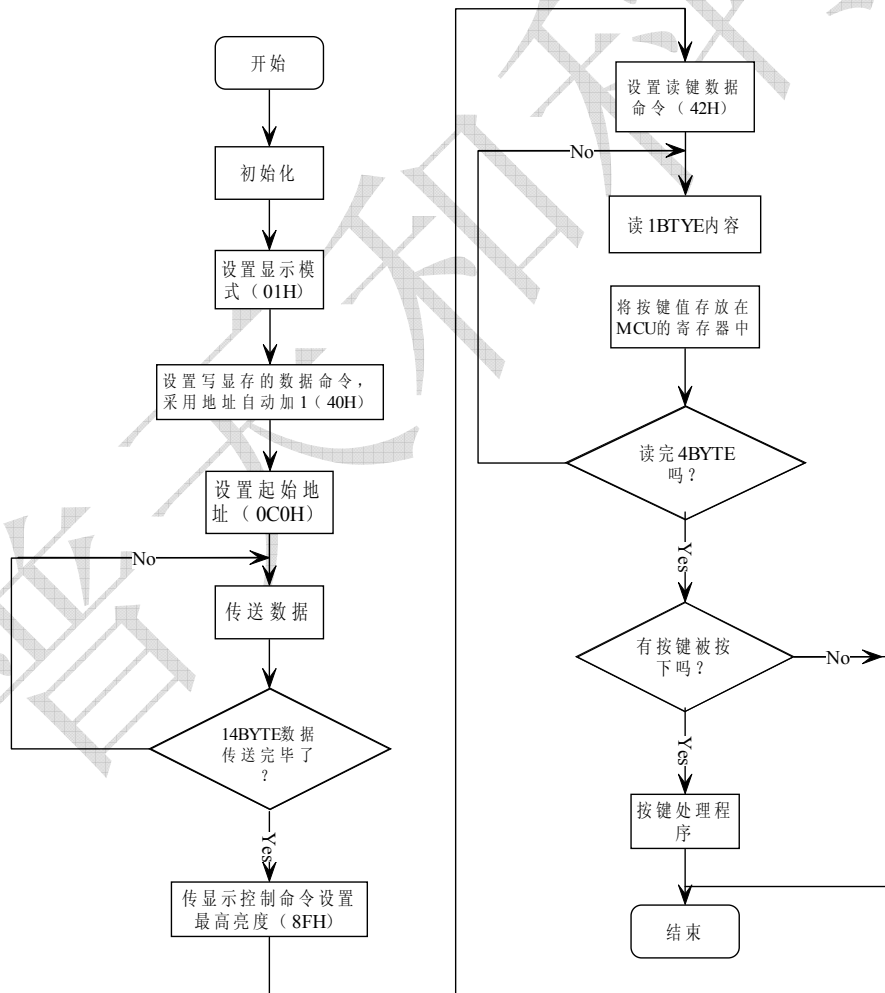 开始
初始化
设置显示模
式（01H）
设置写显存的数据命令，
采用地址自动加1（40H）
设置起始地
址（0C0H）
No
传送数据
14BYTE数据
传送完毕了
？
Yes
传显示控制命令设置
最高亮度（8FH）
设置读键数据
命令（42H）
No
读1BTYE内容
将按键值存放在
MCU的寄存器中
读完4BYTE
吗？
Yes
有按键被按
下吗？
No
Yes
按键处理程
序
结束